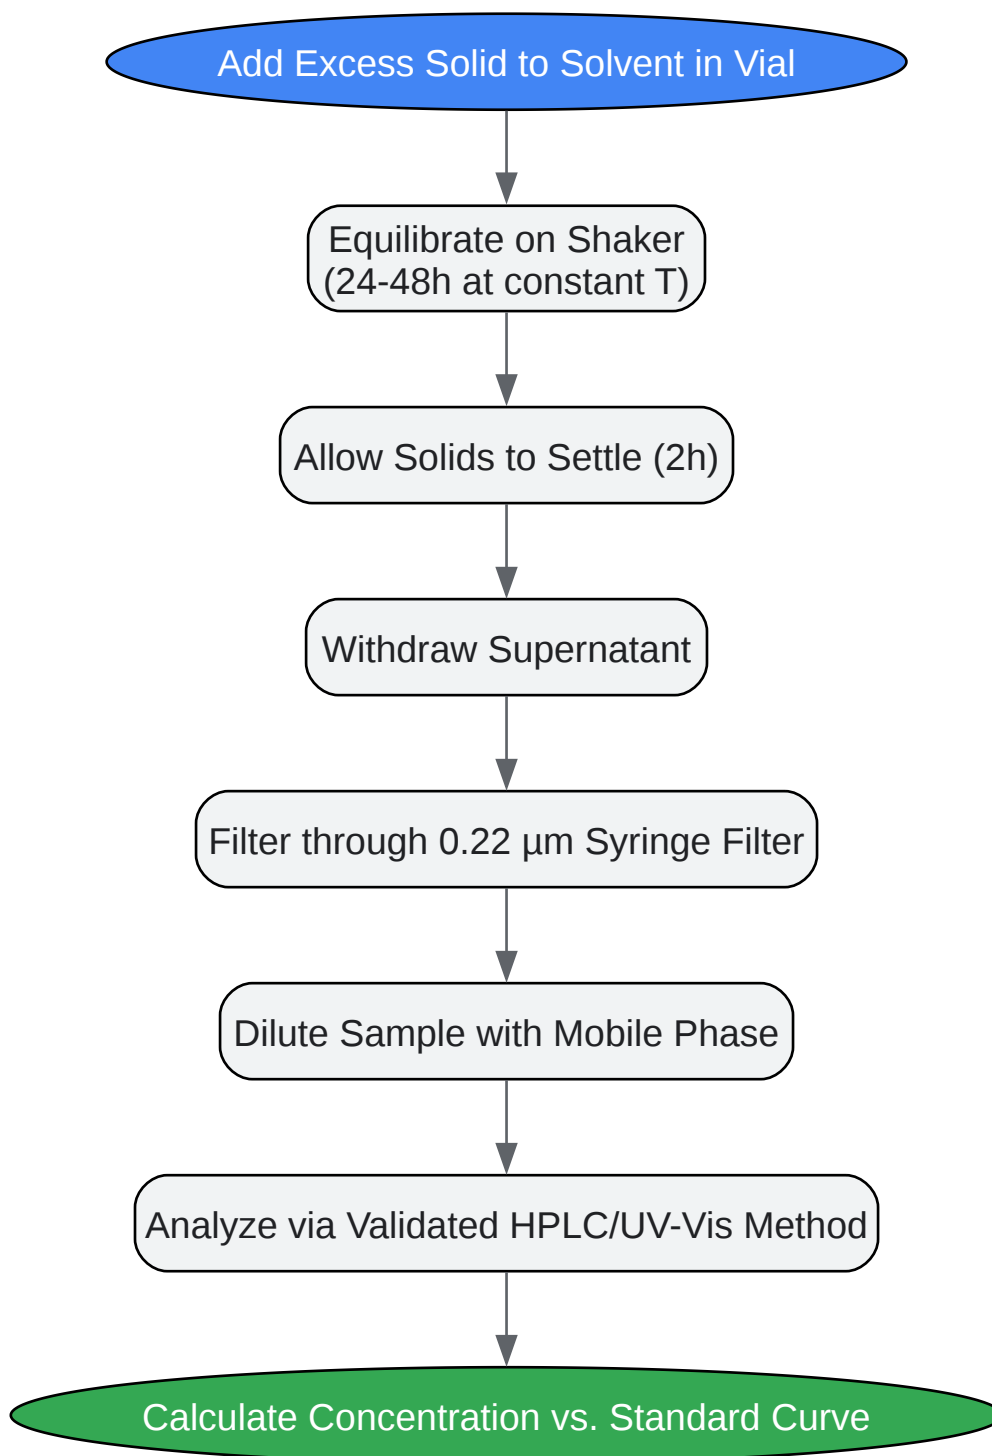 Add Excess Solid to Solvent in Vial
Equilibrate on Shaker
(24-48h at constant T)
Allow Solids to Settle (2h)
Withdraw Supernatant
Filter through 0.22 µm Syringe Filter
Dilute Sample with Mobile Phase
Analyze via Validated HPLC/UV-Vis Method
Calculate Concentration vs. Standard Curve